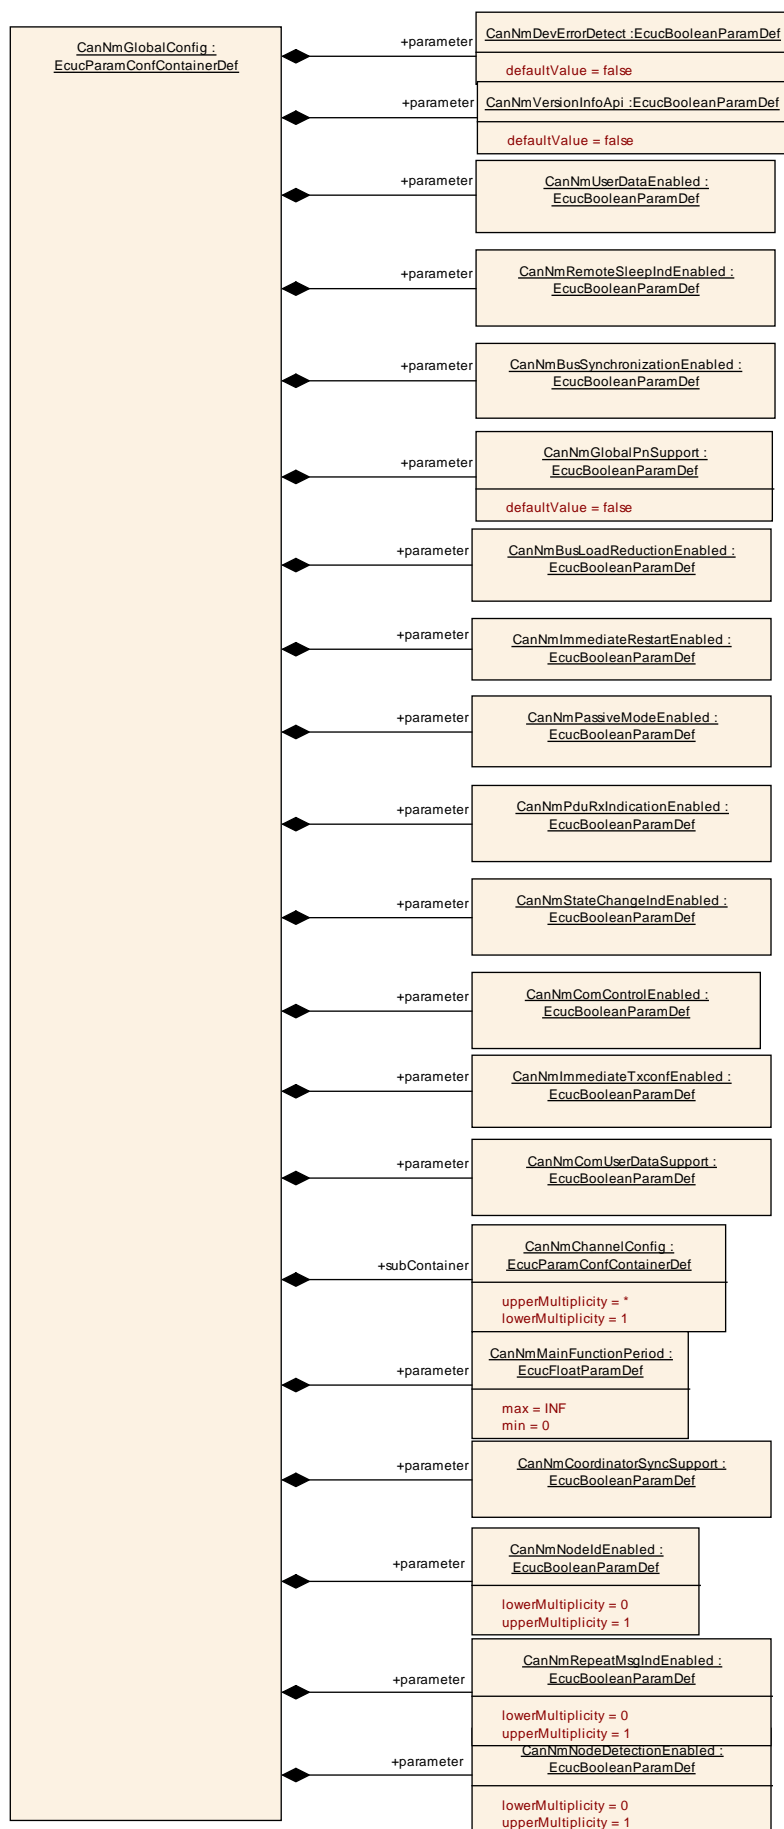 CanNmGlobalConfig :
EcucParamConfContainerDef
+parameter
CanNmDevErrorDetect :EcucBooleanParamDef
defaultValue = false
+parameter
CanNmVersionInfoApi :EcucBooleanParamDef
defaultValue = false
+parameter
CanNmUserDataEnabled :
EcucBooleanParamDef
+parameter
CanNmRemoteSleepIndEnabled :
EcucBooleanParamDef
+parameter
CanNmBusSynchronizationEnabled :
EcucBooleanParamDef
+parameter
CanNmGlobalPnSupport :
EcucBooleanParamDef
defaultValue = false
+parameter
CanNmBusLoadReductionEnabled :
EcucBooleanParamDef
+parameter
CanNmImmediateRestartEnabled :
EcucBooleanParamDef
+parameter
CanNmPassiveModeEnabled :
EcucBooleanParamDef
+parameter
CanNmPduRxIndicationEnabled :
EcucBooleanParamDef
+parameter
CanNmStateChangeIndEnabled :
EcucBooleanParamDef
+parameter
CanNmComControlEnabled :
EcucBooleanParamDef
+parameter
CanNmImmediateTxconfEnabled :
EcucBooleanParamDef
+parameter
CanNmComUserDataSupport :
EcucBooleanParamDef
+subContainer
CanNmChannelConfig :
EcucParamConfContainerDef
upperMultiplicity = *
lowerMultiplicity = 1
+parameter
CanNmMainFunctionPeriod :
EcucFloatParamDef
max = INF
min = 0
+parameter
CanNmCoordinatorSyncSupport :
EcucBooleanParamDef
+parameter
CanNmNodeIdEnabled :
EcucBooleanParamDef
lowerMultiplicity = 0
upperMultiplicity = 1
+parameter
CanNmRepeatMsgIndEnabled :
EcucBooleanParamDef
lowerMultiplicity = 0
upperMultiplicity = 1
+parameter
CanNmNodeDetectionEnabled :
EcucBooleanParamDef
lowerMultiplicity = 0
upperMultiplicity = 1